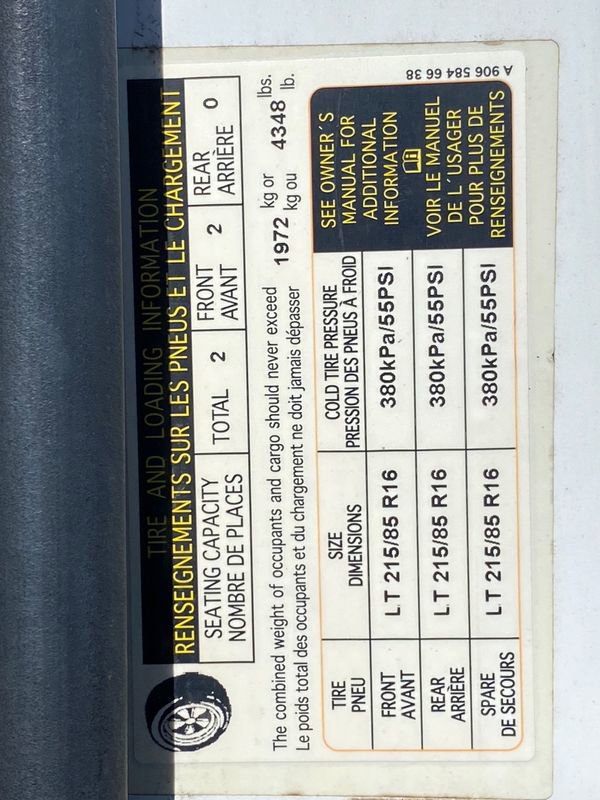 TIRE AND LOADING INFORMATION
RENSEIGNEMENTS SUR LES PNEUS ET LE CHARGEMENT
SEATING CAPACITY
NOMBRE DE PLACES
TOTAL 2
FRONT
AVANT
2
REAR
ARRIÈRE
0
The combined weight of occupants and cargo should never exceed
Le poids total des occupants et du chargement ne doit jamais dépasser
1972 kg or
kg ou
4348 lbs.
lb.
TIRE
PNEU
SIZE
DIMENSIONS
COLD TIRE PRESSURE
PRESSION DES PNEUS À FROID
FRONT
AVANT
LT 215/85 R16
380kPa/55PSI
REAR
ARRIÈRE
LT 215/85 R16
380kPa/55PSI
SPARE
DE SECOURS
LT 215/85 R16
380kPa/55PSI
SEE OWNER´S
MANUAL FOR
ADDITIONAL
INFORMATION
VOIR LE MANUEL
DE L´USAGER
POUR PLUS DE
RENSEIGNEMENTS
A 906 584 66 38